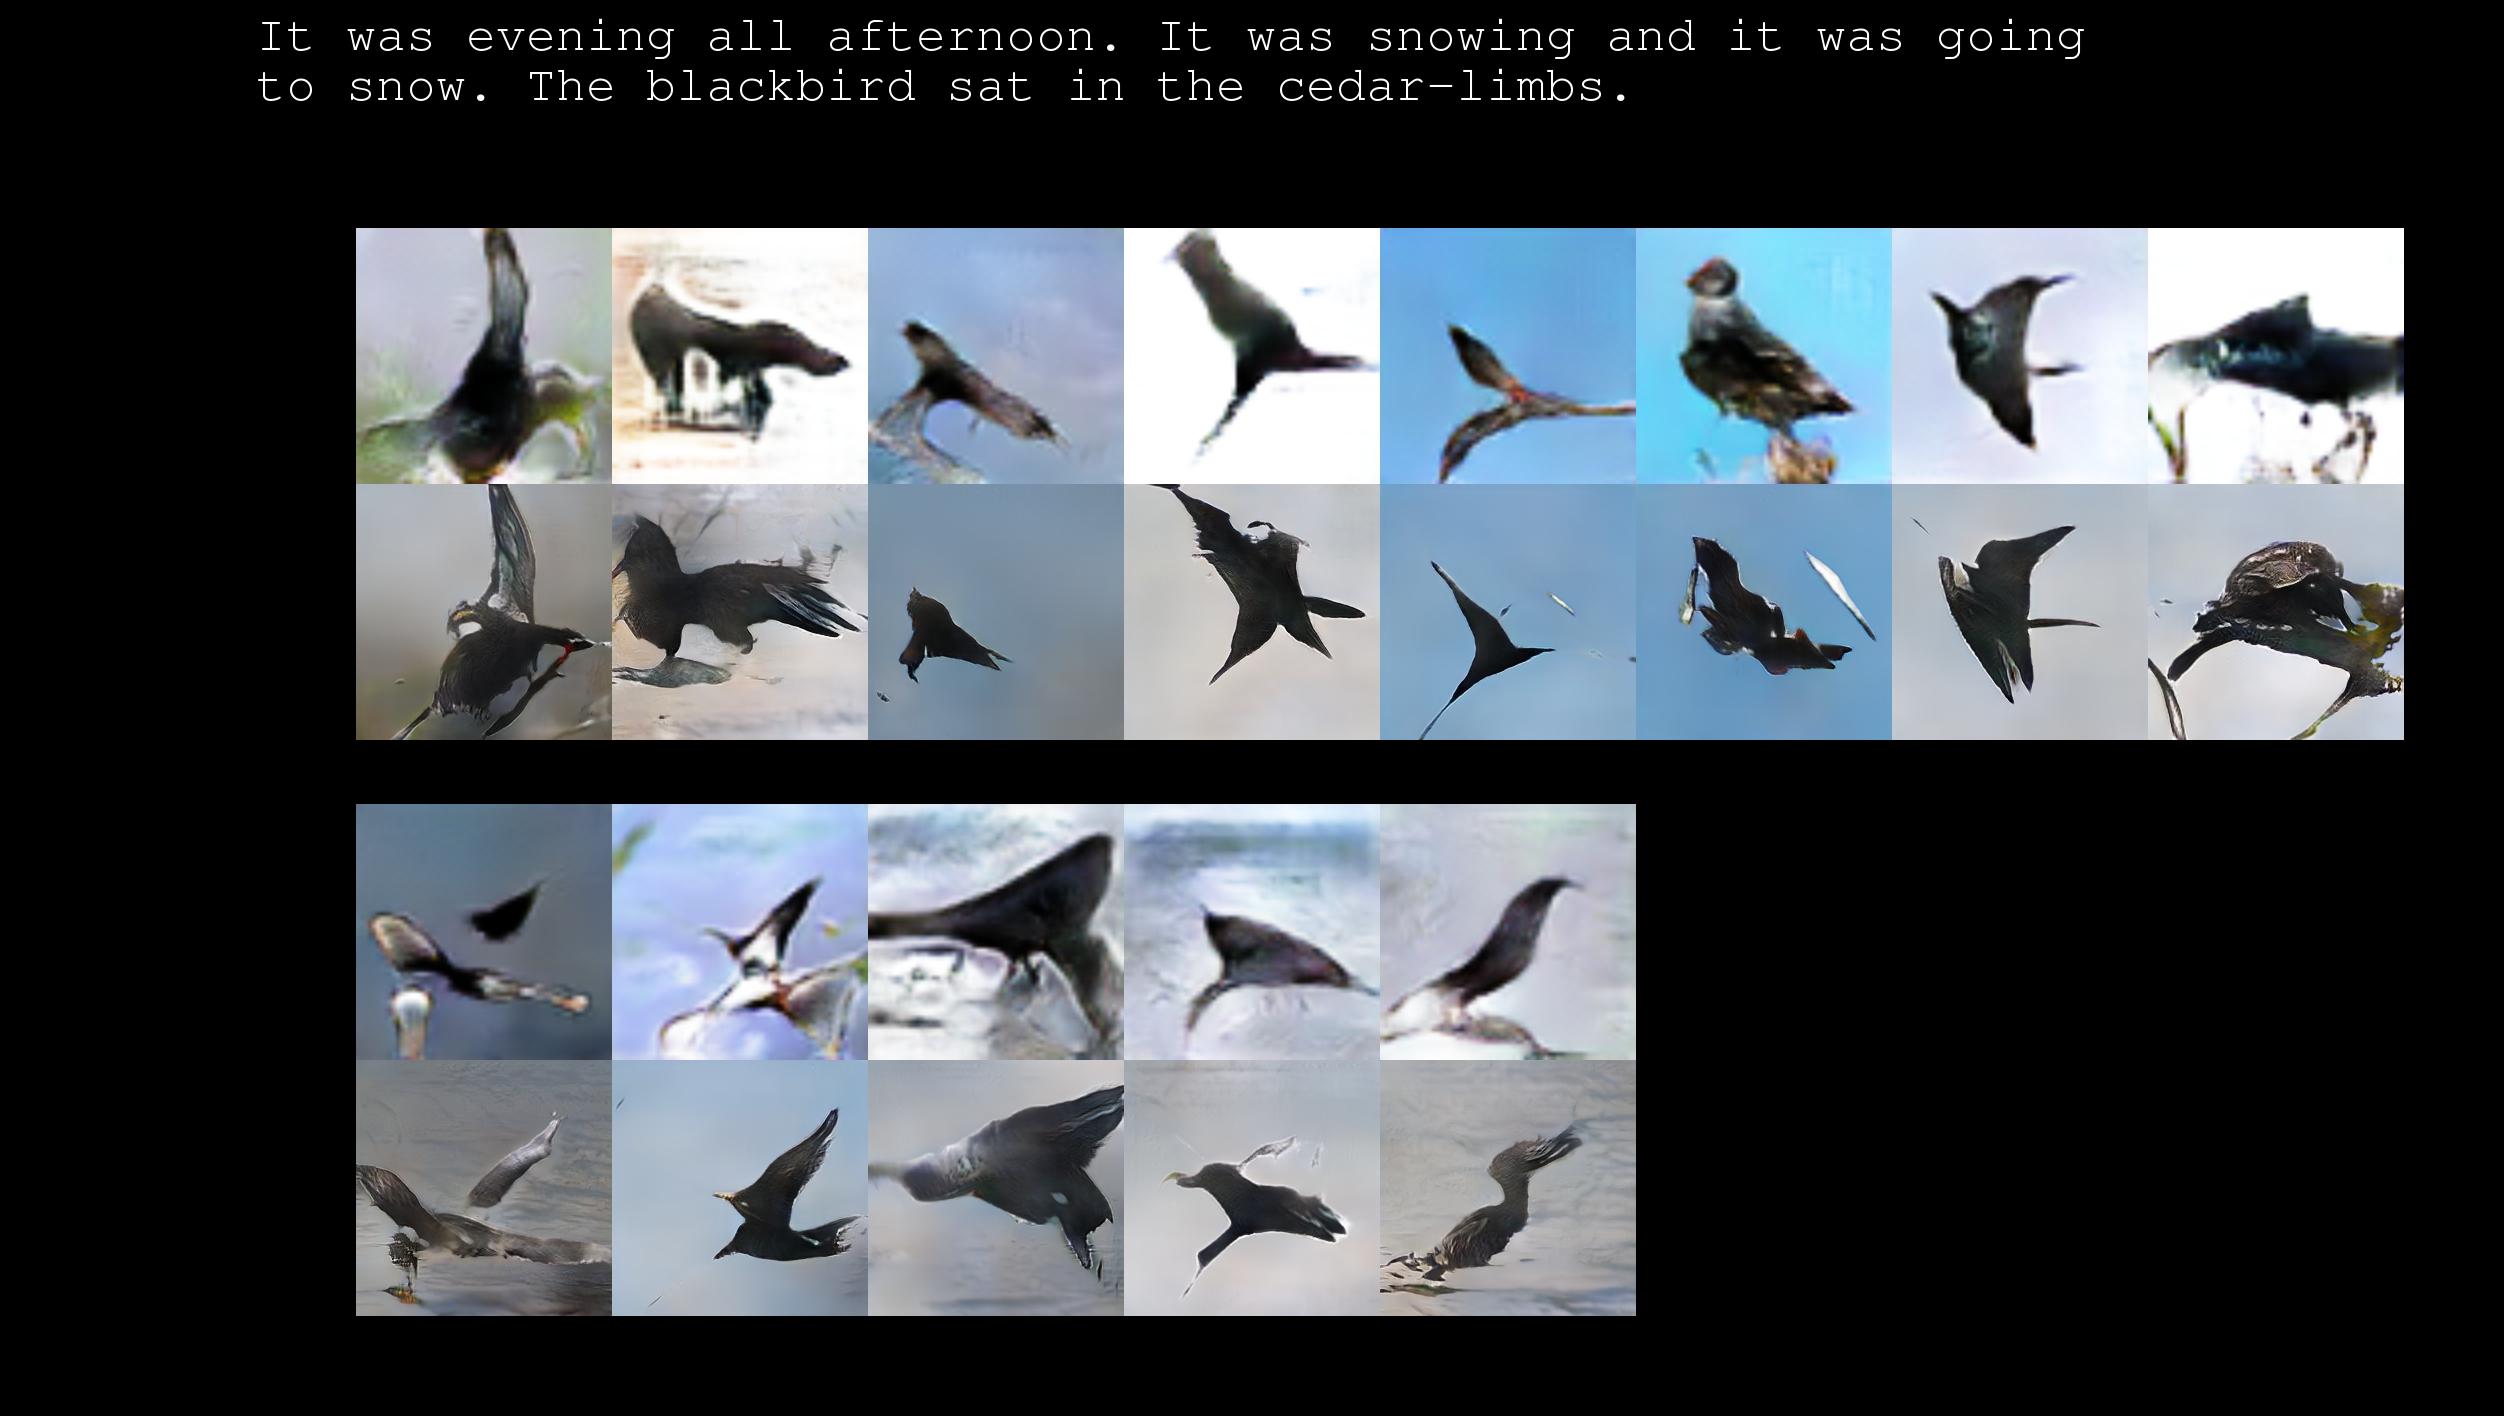 It was evening all afternoon. It was snowing and it was going
to snow. The blackbird sat in the cedar-limbs.